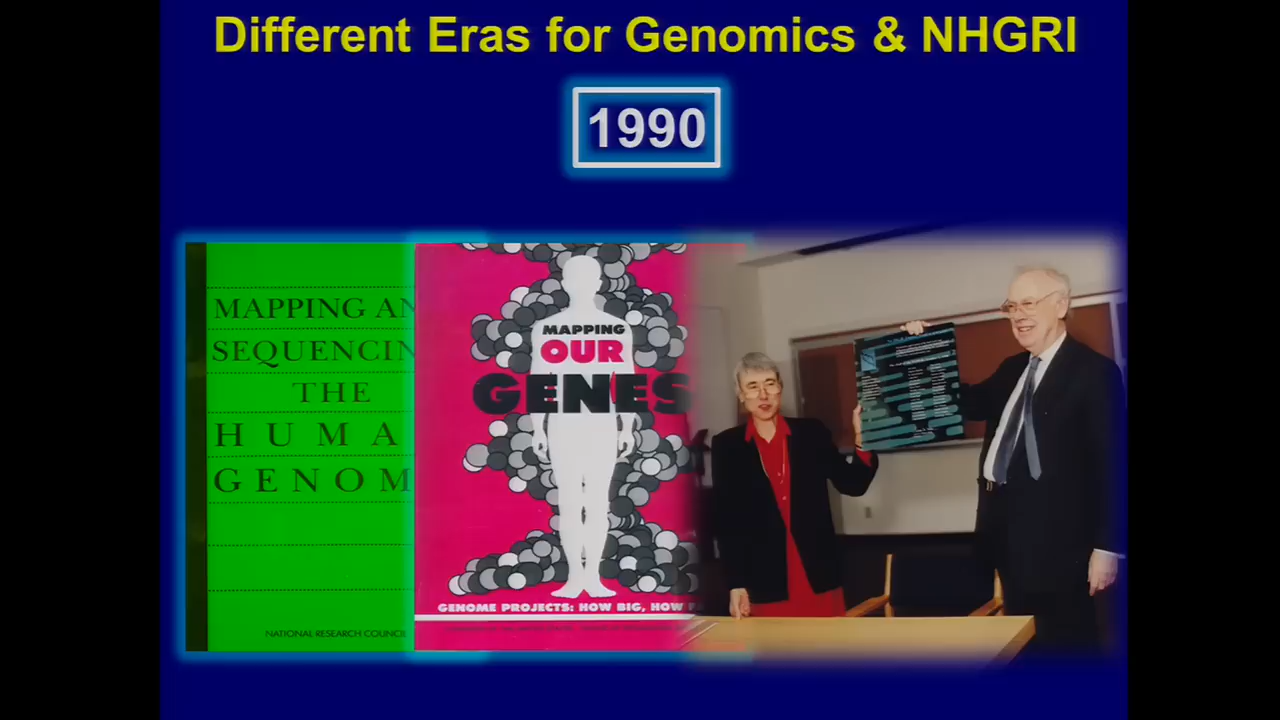 Different Eras for Genomics & NHGRI
1990
MAPPING AN
SEQUENCIN
THE
HUMA
GENOM
NATIONAL RESEARCH COUNCIL
MAPPING
OUR
GENES
GENOME PROJECTS: HOW BIG, HOW FA